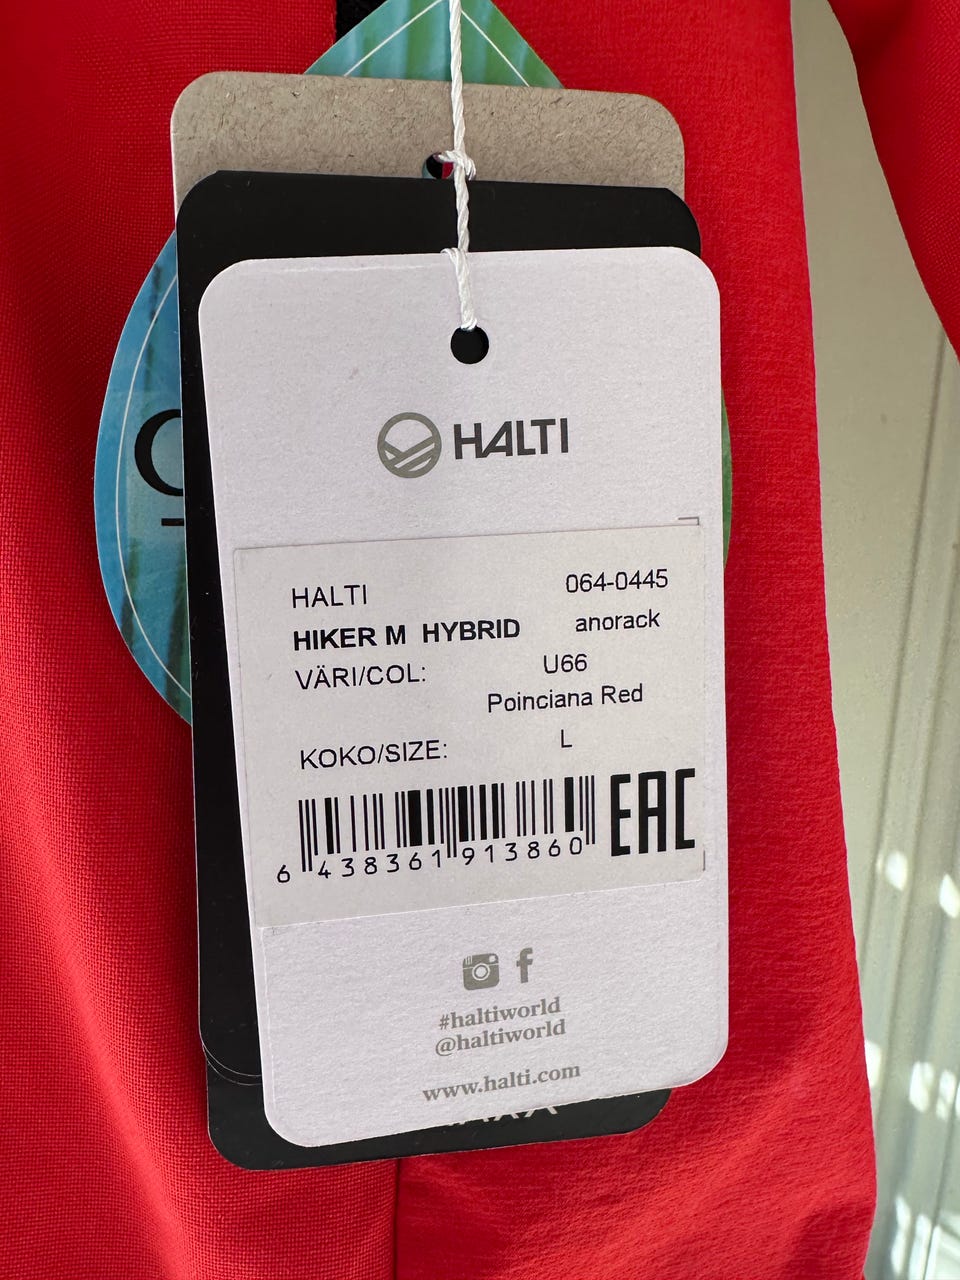 HALTI
HALTI 064-0445
HIKER M HYBRID anorack
VÄRI/COL: U66
Poinciana Red
KOKO/SIZE: L
EAC
6 438361 913860
#haltiworld
@haltiworld
www.halti.com